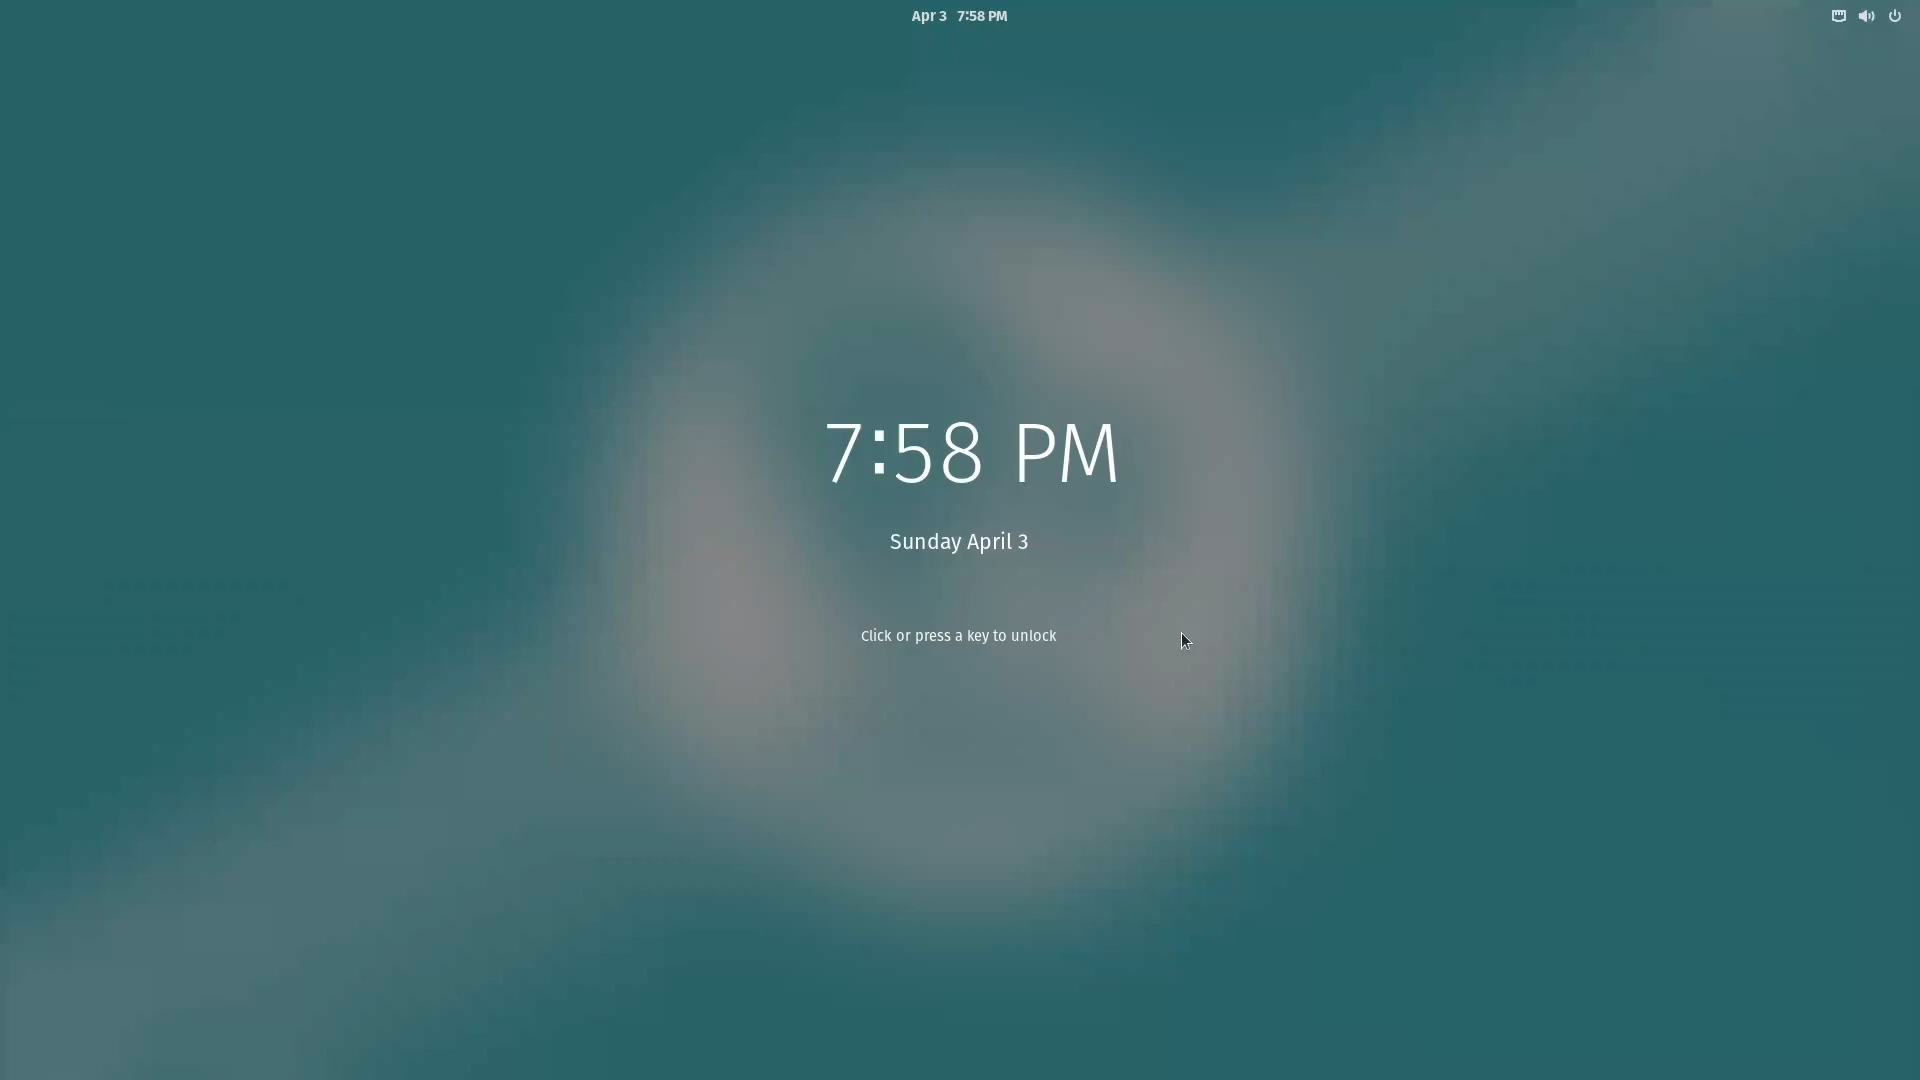 Apr 3 7:58 PM
7:58 PM
Sunday April 3
Click or press a key to unlock